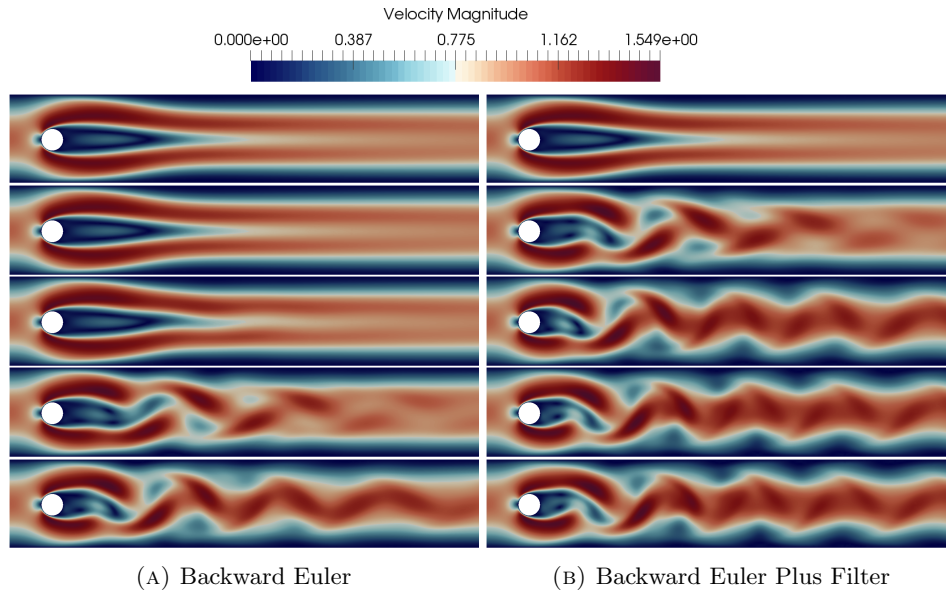 Velocity Magnitude
0.000e+00 0.387 0.775 1.162 1.549e+00
(A) Backward Euler
(B) Backward Euler Plus Filter